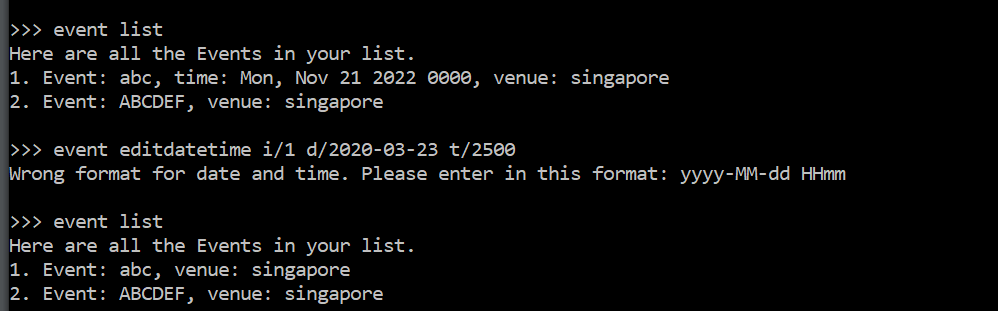 >>> event list
Here are all the Events in your list.
1. Event: abc, time: Mon, Nov 21 2022 0000, venue: singapore
2. Event: ABCDEF, venue: singapore
>>> event editdatetime i/1 d/2020-03-23 t/2500
Wrong format for date and time. Please enter in this format: yyyy-MM-dd HHmm
>>> event list
Here are all the Events in your list.
1. Event: abc, venue: singapore
2. Event: ABCDEF, venue: singapore